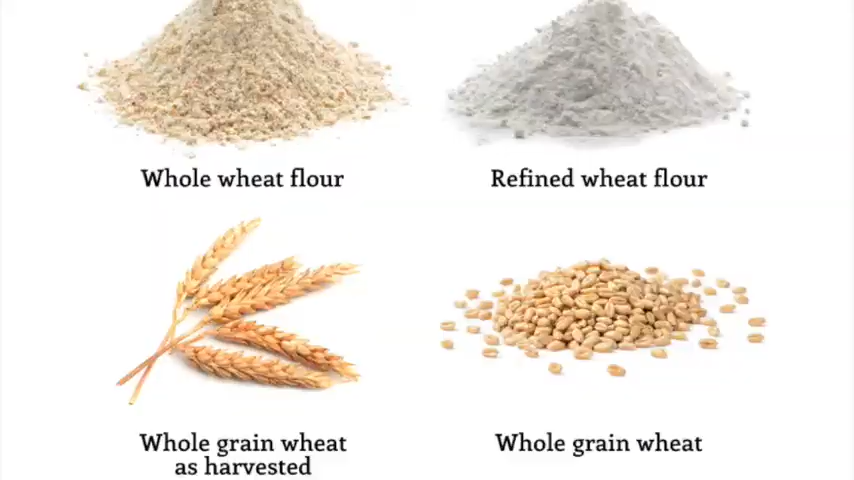 Whole wheat flour
Refined wheat flour
Whole grain wheat
as harvested
Whole grain wheat